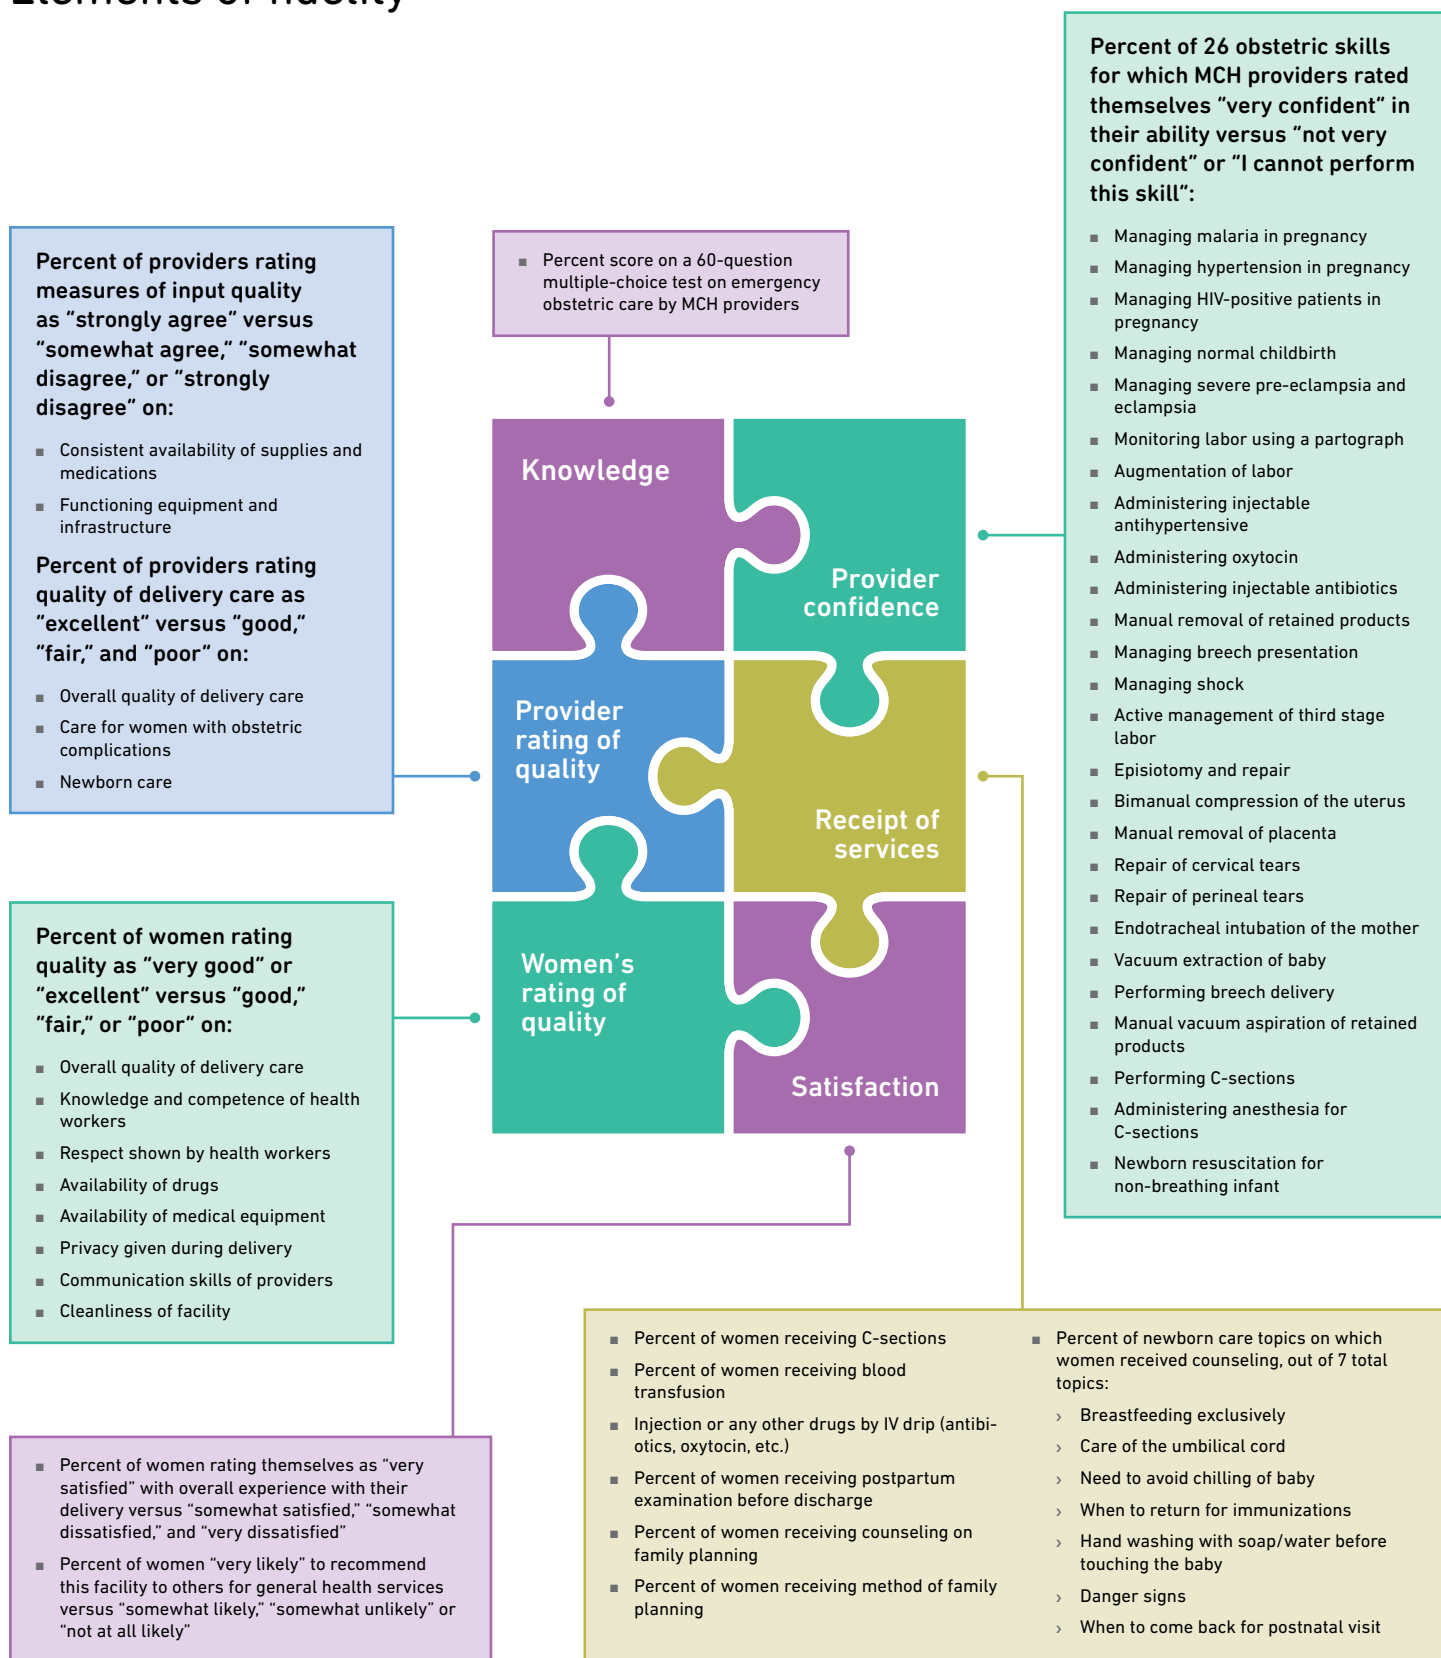 Elements of fidelity
Percent of 26 obstetric skills
for which MCH providers rated
themselves "very confident" in
their ability versus "not very
confident" or "I cannot perform
this skill":
■ Managing malaria in pregnancy
■ Managing hypertension in pregnancy
■ Managing HIV-positive patients in
pregnancy
■ Managing normal childbirth
■ Managing severe pre-eclampsia and
eclampsia
■ Monitoring labor using a partograph
■ Augmentation of labor
■ Administering injectable
antihypertensive
■ Administering oxytocin
■ Administering injectable antibiotics
■ Manual removal of retained products
■ Managing breech presentation
■ Managing shock
■ Active management of third stage
labor
■ Episiotomy and repair
■ Bimanual compression of the uterus
■ Manual removal of placenta
■ Repair of cervical tears
■ Repair of perineal tears
■ Endotracheal intubation of the mother
■ Vacuum extraction of baby
■ Performing breech delivery
■ Manual vacuum aspiration of retained
products
■ Performing C-sections
■ Administering anesthesia for
C-sections
■ Newborn resuscitation for
non-breathing infant
Percent of providers rating
measures of input quality
as "strongly agree" versus
"somewhat agree," "somewhat
disagree," or "strongly
disagree" on:
■ Consistent availability of supplies and
medications
■ Functioning equipment and
infrastructure
Percent of providers rating
quality of delivery care as
"excellent" versus "good,"
"fair," and "poor" on:
■ Overall quality of delivery care
■ Care for women with obstetric
complications
■ Newborn care
■ Percent score on a 60-question
multiple-choice test on emergency
obstetric care by MCH providers
Knowledge
Provider
confidence
Provider
rating of
quality
Receipt of
services
Women's
rating of
quality
Satisfaction
Percent of women rating
quality as "very good" or
"excellent" versus "good,"
"fair," or "poor" on:
■ Overall quality of delivery care
■ Knowledge and competence of health
workers
■ Respect shown by health workers
■ Availability of drugs
■ Availability of medical equipment
■ Privacy given during delivery
■ Communication skills of providers
■ Cleanliness of facility
■ Percent of women rating themselves as "very
satisfied" with overall experience with their
delivery versus "somewhat satisfied," "somewhat
dissatisfied," and "very dissatisfied"
■ Percent of women "very likely" to recommend
this facility to others for general health services
versus "somewhat likely," "somewhat unlikely" or
"not at all likely"
■ Percent of women receiving C-sections
■ Percent of women receiving blood
transfusion
■ Injection or any other drugs by IV drip (antibi-
otics, oxytocin, etc.)
■ Percent of women receiving postpartum
examination before discharge
■ Percent of women receiving counseling on
family planning
■ Percent of women receiving method of family
planning
■ Percent of newborn care topics on which
women received counseling, out of 7 total
topics:
› Breastfeeding exclusively
› Care of the umbilical cord
› Need to avoid chilling of baby
› When to return for immunizations
› Hand washing with soap/water before
touching the baby
› Danger signs
› When to come back for postnatal visit